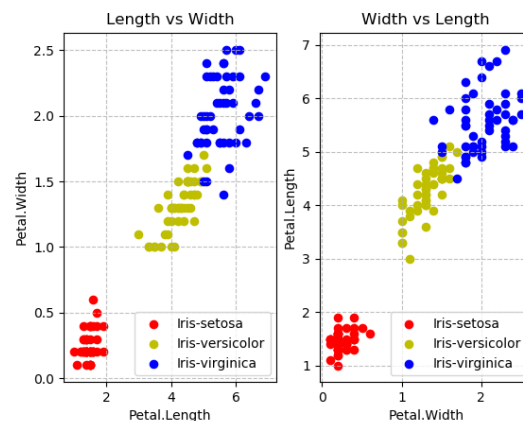 Length vs Width
2.5
2.0
1.5
1.0
0.5
0.0
Petal.Width
2
4
6
Petal.Length
Iris-setosa
Iris-versicolor
Iris-virginica
Width vs Length
7
6
5
4
3
2
1
Petal.Length
1
2
Petal.Width
Iris-setosa
Iris-versicolor
Iris-virginica